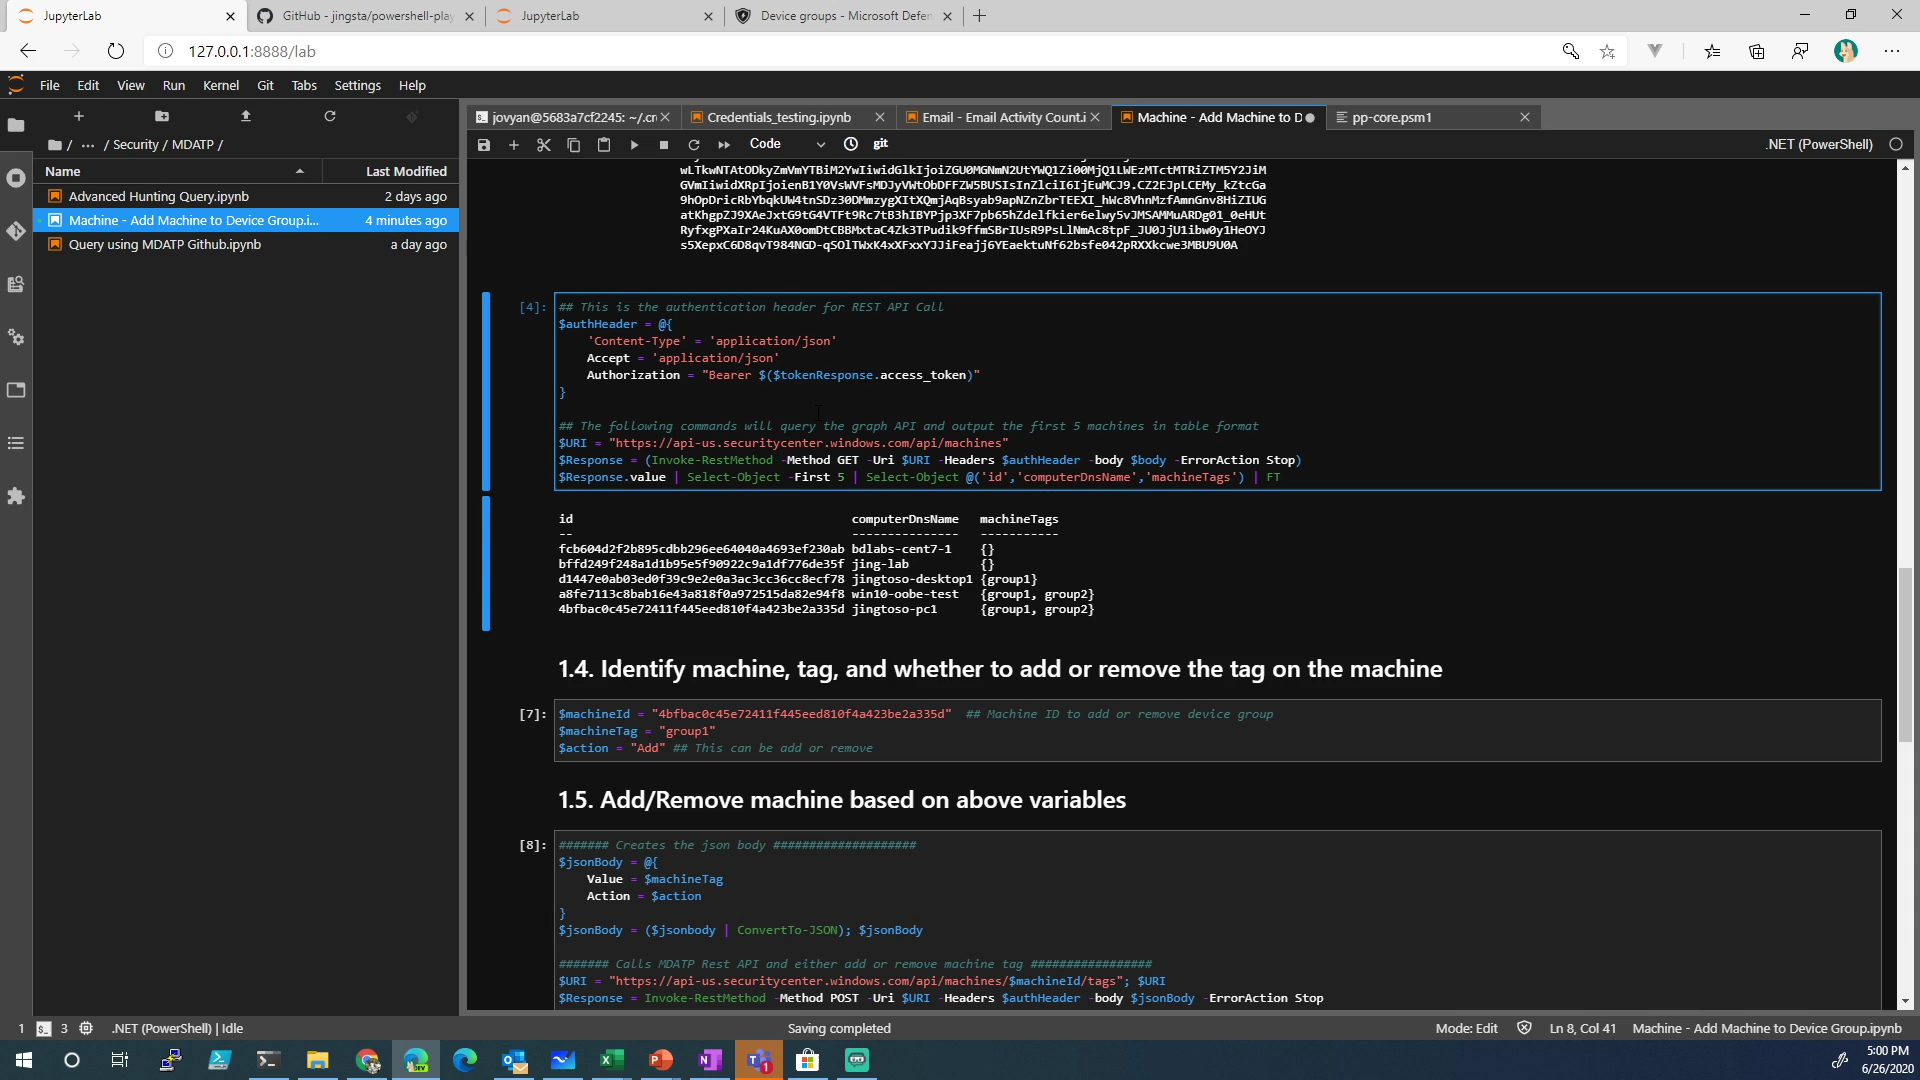 JupyterLab
GitHub - jingsta/powershell-play
JupyterLab
Device groups - Microsoft Defen
127.0.0.1:8888/lab
File Edit View Run Kernel Git Tabs Settings Help
/ ··· / Security / MDATP /
Name Last Modified
Advanced Hunting Query.ipynb 2 days ago
Machine - Add Machine to Device Group.i... 4 minutes ago
Query using MDATP Github.ipynb a day ago
jovyan@5683a7cf2245: ~/.cr
Credentials_testing.ipynb
Email - Email Activity Count.i
Machine - Add Machine to D
pp-core.psm1
Code
git
.NET (PowerShell)
[4]:
## This is the authentication header for REST API Call
$authHeader = @{
'Content-Type' = 'application/json'
Accept = 'application/json'
Authorization = "Bearer $($tokenResponse.access_token)"
}
## The following commands will query the graph API and output the first 5 machines in table format
$URI = "https://api-us.securitycenter.windows.com/api/machines"
$Response = (Invoke-RestMethod -Method GET -Uri $URI -Headers $authHeader -body $body -ErrorAction Stop)
$Response.value | Select-Object -First 5 | Select-Object @('id','computerDnsName','machineTags') | FT
id computerDnsName machineTags
-- --------------- -----------
fcb604d2f2b895cdbb296ee64040a4693ef230ab bdlabs-cent7-1 {}
bffd249f248a1d1b95e5f90922c9a1df776de35f jing-lab {}
d1447e0ab03ed0f39c9e2e0a3ac3cc36cc8ecf78 jingtoso-desktop1 {group1}
a8fe7113c8bab16e43a818f0a972515da82e94f8 win10-oobe-test {group1, group2}
4bfbac0c45e72411f445eed810f4a423be2a335d jingtoso-pc1 {group1, group2}
1.4. Identify machine, tag, and whether to add or remove the tag on the machine
[7]:
$machineId = "4bfbac0c45e72411f445eed810f4a423be2a335d" ## Machine ID to add or remove device group
$machineTag = "group1"
$action = "Add" ## This can be add or remove
1.5. Add/Remove machine based on above variables
[8]:
####### Creates the json body ####################
$jsonBody = @{
Value = $machineTag
Action = $action
}
$jsonBody = ($jsonbody | ConvertTo-JSON); $jsonBody
####### Calls MDATP Rest API and either add or remove machine tag #################
$URI = "https://api-us.securitycenter.windows.com/api/machines/$machineId/tags"; $URI
$Response = Invoke-RestMethod -Method POST -Uri $URI -Headers $authHeader -body $jsonBody -ErrorAction Stop
1 3 .NET (PowerShell) | Idle
Saving completed
Mode: Edit
Ln 8, Col 41
Machine - Add Machine to Device Group.ipynb
DEV
1
5:00 PM
6/26/2020